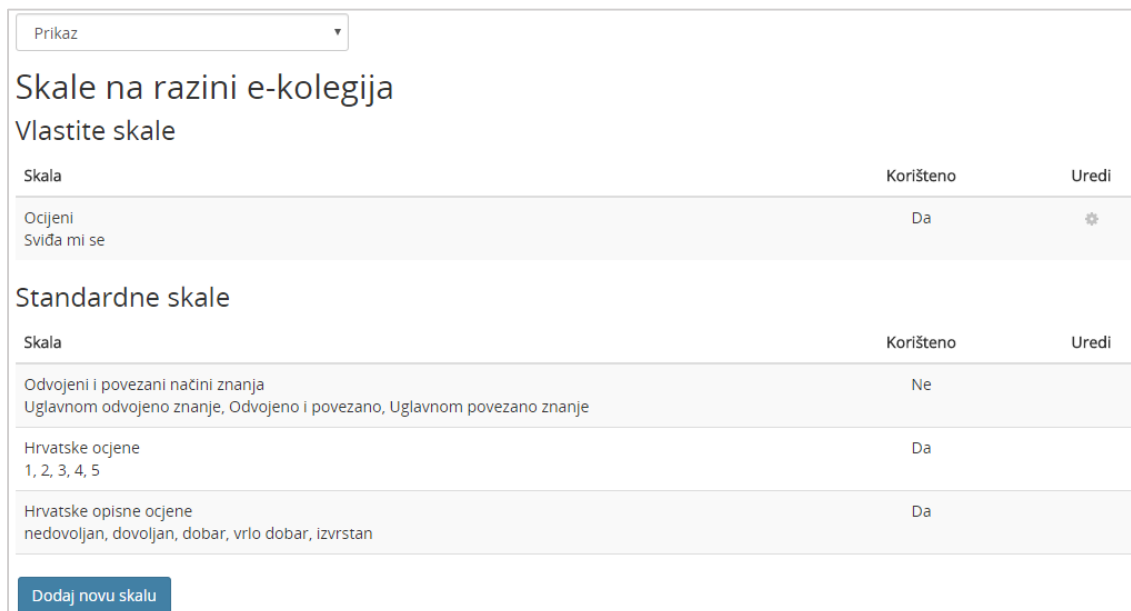 Prikaz
Skale na razini e-kolegija
Vlastite skale
Skala Korišteno Uredi
Ocijeni Da
Sviđa mi se
Standardne skale
Skala Korišteno Uredi
Odvojeni i povezani načini znanja Ne
Uglavnom odvojeno znanje, Odvojeno i povezano, Uglavnom povezano znanje
Hrvatske ocjene Da
1, 2, 3, 4, 5
Hrvatske opisne ocjene Da
nedovoljan, dovoljan, dobar, vrlo dobar, izvrstan
Dodaj novu skalu